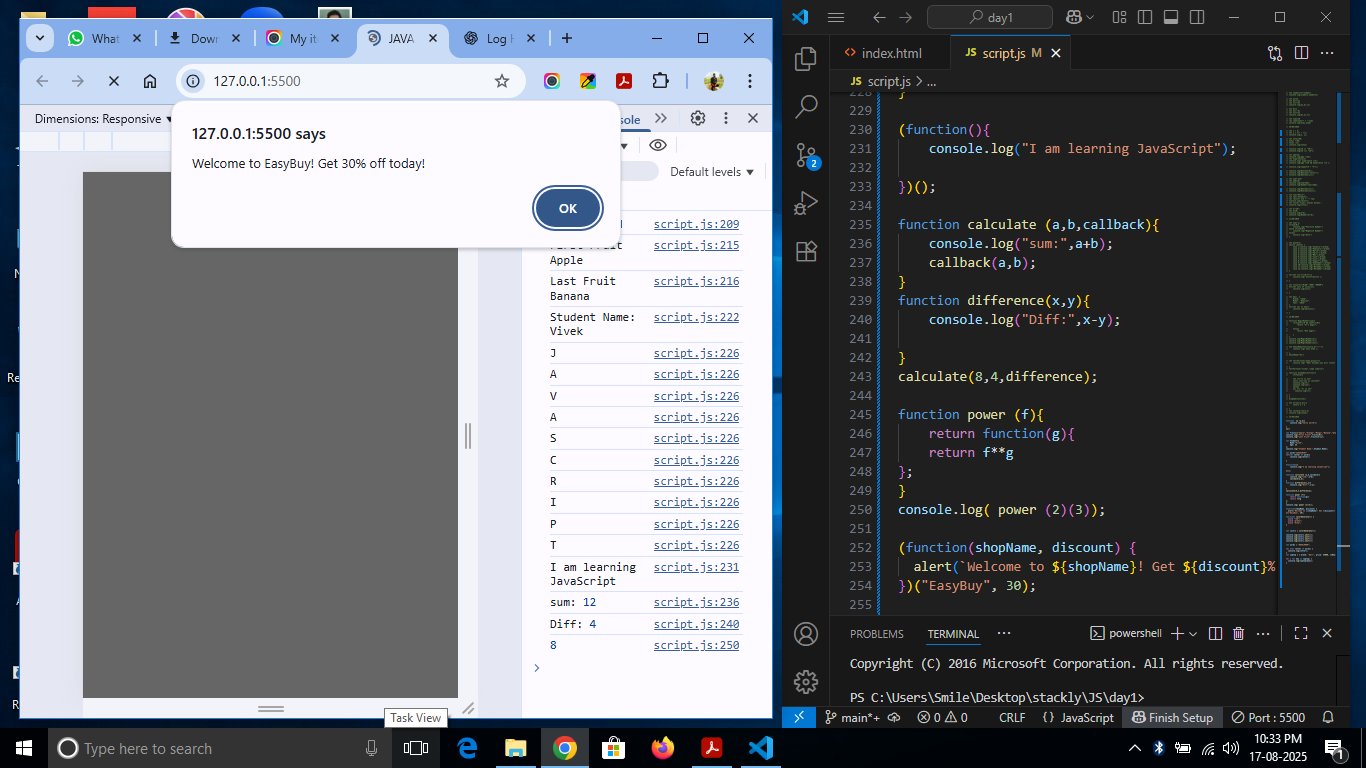 What
Down
My it
JAVA
Log
127.0.0.1:5500
Dimensions: Responsive
sole
Default levels
127.0.0.1:5500 says
Welcome to EasyBuy! Get 30% off today!
OK
script.js:209
script.js:215
Apple
Last Fruit script.js:216
Banana
Student Name: script.js:222
Vivek
J script.js:226
A script.js:226
V script.js:226
A script.js:226
S script.js:226
C script.js:226
R script.js:226
I script.js:226
P script.js:226
T script.js:226
I am learning script.js:231
JavaScript
sum: 12 script.js:236
Diff: 4 script.js:240
8 script.js:250
Task View
day1
index.html
JS script.js M
JS script.js > ...
228 }
229
230 (function(){
231 console.log("I am learning JavaScript");
232
233 })();
234
235 function calculate (a,b,callback){
236 console.log("sum:",a+b);
237 callback(a,b);
238 }
239 function difference(x,y){
240 console.log("Diff:",x-y);
241
242 }
243 calculate(8,4,difference);
244
245 function power (f){
246 return function(g){
247 return f**g
248 };
249 }
250 console.log( power (2)(3));
251
252 (function(shopName, discount) {
253 alert(`Welcome to ${shopName}! Get ${discount}%
254 })("EasyBuy", 30);
255
2
PROBLEMS TERMINAL ... powershell
Copyright (C) 2016 Microsoft Corporation. All rights reserved.
PS C:\Users\Smile\Desktop\stackly\JS\day1>
main*+ 0 0 CRLF {} JavaScript Finish Setup Port : 5500
Type here to search
10:33 PM
17-08-2025
1